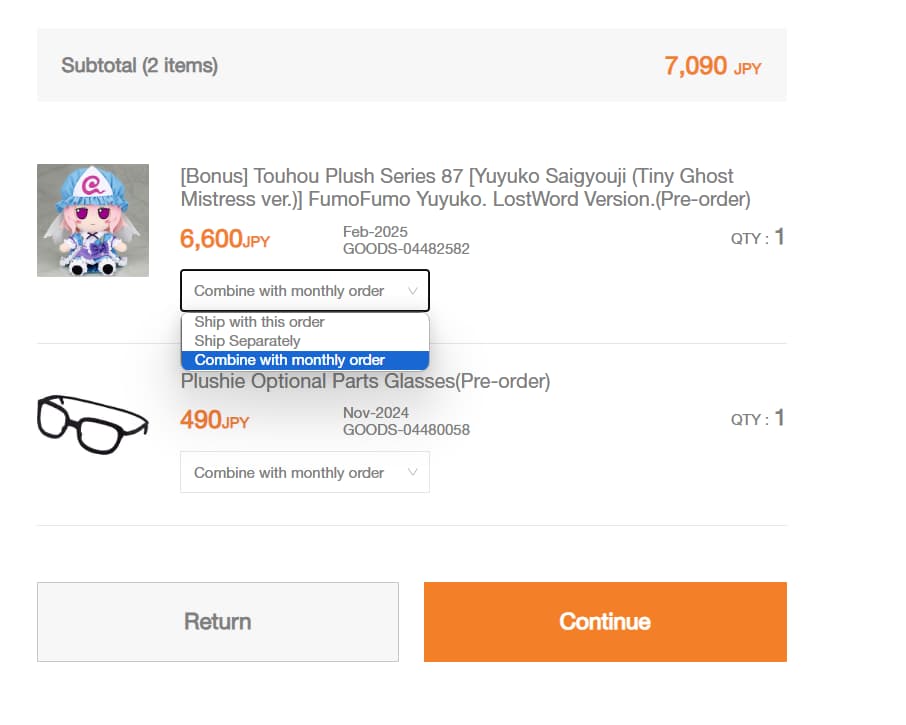 Subtotal (2 items)
7,090 JPY
[Bonus] Touhou Plush Series 87 [Yuyuko Saigyouji (Tiny Ghost
Mistress ver.)] FumoFumo Yuyuko. LostWord Version.(Pre-order)
6,600JPY
Feb-2025
GOODS-04482582
QTY : 1
Combine with monthly order
Ship with this order
Ship Separately
Combine with monthly order
Plushie Optional Parts Glasses(Pre-order)
490JPY
Nov-2024
GOODS-04480058
QTY : 1
Combine with monthly order
Return
Continue